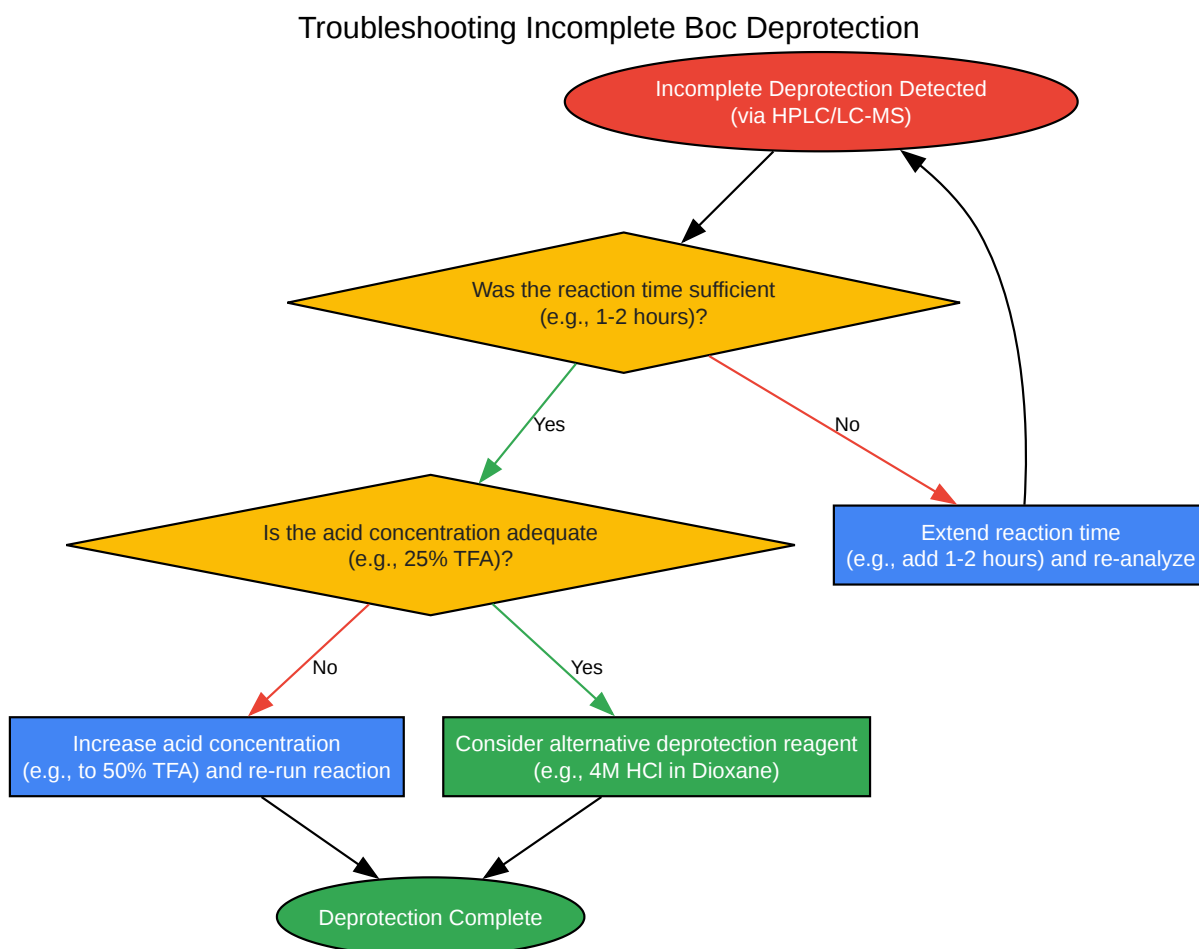 Troubleshooting Incomplete Boc Deprotection
Incomplete Deprotection Detected
(via HPLC/LC-MS)
Was the reaction time sufficient
(e.g., 1-2 hours)?
Yes
No
Is the acid concentration adequate
(e.g., 25% TFA)?
Extend reaction time
(e.g., add 1-2 hours) and re-analyze
No
Yes
Increase acid concentration
(e.g., to 50% TFA) and re-run reaction
Consider alternative deprotection reagent
(e.g., 4M HCl in Dioxane)
Deprotection Complete